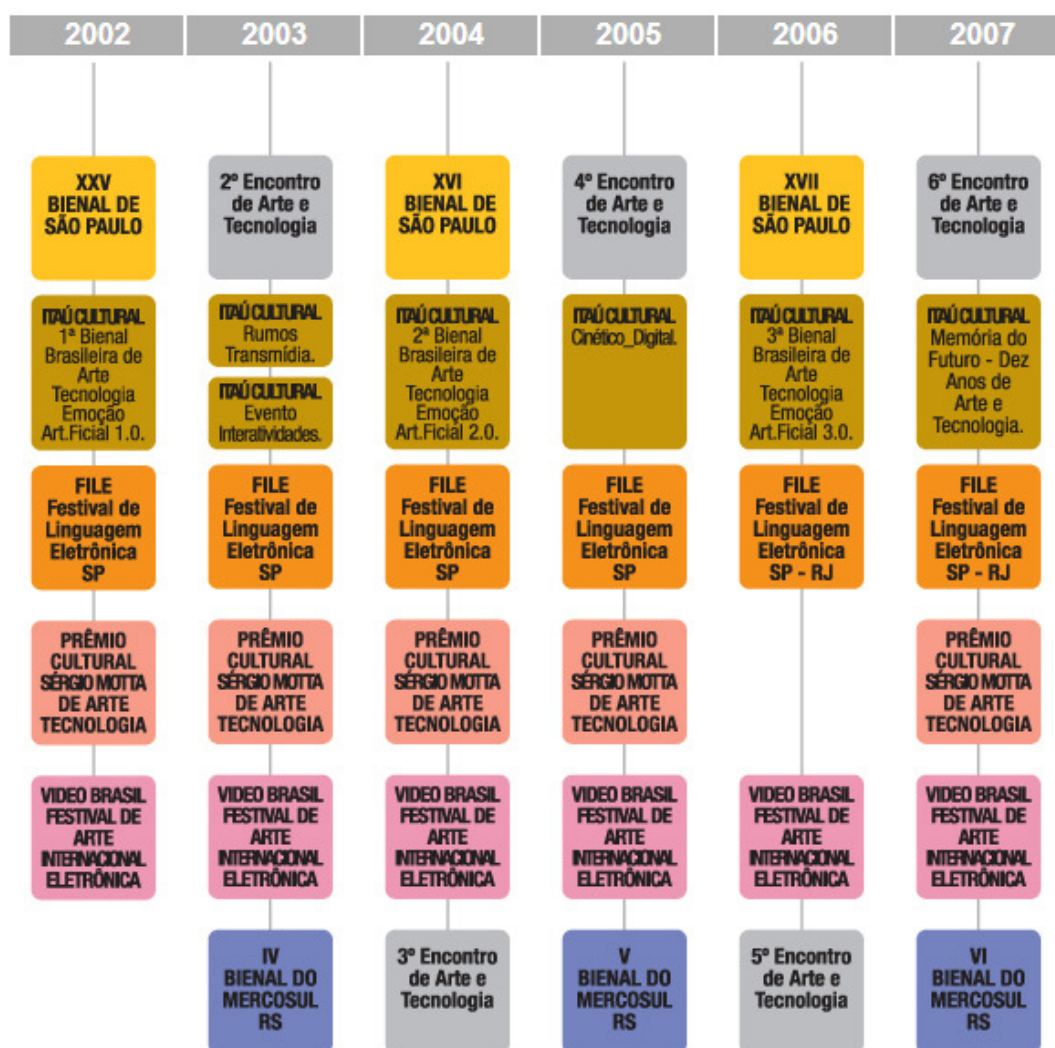 2002
2003
2004
2005
2006
2007
XXV
BIENAL DE
SÃO PAULO
2º Encontro
de Arte e
Tecnologia
XVI
BIENAL DE
SÃO PAULO
4º Encontro
de Arte e
Tecnologia
XVII
BIENAL DE
SÃO PAULO
6º Encontro
de Arte e
Tecnologia
ITAÚ CULTURAL
1ª Bienal
Brasileira de
Arte
Tecnologia
Emoção
Art.Ficial 1.0.
ITAÚ CULTURAL
Rumos
Transmídia.
ITAÚ CULTURAL
Evento
Interatividades.
ITAÚ CULTURAL
2ª Bienal
Brasileira de
Arte
Tecnologia
Emoção
Art.Ficial 2.0.
ITAÚ CULTURAL
Cinético_Digital.
ITAÚ CULTURAL
3ª Bienal
Brasileira de
Arte
Tecnologia
Emoção
Art.Ficial 3.0.
ITAÚ CULTURAL
Memória do
Futuro - Dez
Anos de
Arte e
Tecnologia.
FILE
Festival de
Linguagem
Eletrônica
SP
FILE
Festival de
Linguagem
Eletrônica
SP
FILE
Festival de
Linguagem
Eletrônica
SP
FILE
Festival de
Linguagem
Eletrônica
SP
FILE
Festival de
Linguagem
Eletrônica
SP - RJ
FILE
Festival de
Linguagem
Eletrônica
SP - RJ
PRÊMIO
CULTURAL
SÉRGIO MOTTA
DE ARTE
TECNOLOGIA
PRÊMIO
CULTURAL
SÉRGIO MOTTA
DE ARTE
TECNOLOGIA
PRÊMIO
CULTURAL
SÉRGIO MOTTA
DE ARTE
TECNOLOGIA
PRÊMIO
CULTURAL
SÉRGIO MOTTA
DE ARTE
TECNOLOGIA
PRÊMIO
CULTURAL
SÉRGIO MOTTA
DE ARTE
TECNOLOGIA
VIDEO BRASIL
FESTIVAL DE
ARTE
INTERNACIONAL
ELETRÔNICA
VIDEO BRASIL
FESTIVAL DE
ARTE
INTERNACIONAL
ELETRÔNICA
VIDEO BRASIL
FESTIVAL DE
ARTE
INTERNACIONAL
ELETRÔNICA
VIDEO BRASIL
FESTIVAL DE
ARTE
INTERNACIONAL
ELETRÔNICA
VIDEO BRASIL
FESTIVAL DE
ARTE
INTERNACIONAL
ELETRÔNICA
VIDEO BRASIL
FESTIVAL DE
ARTE
INTERNACIONAL
ELETRÔNICA
IV
BIENAL DO
MERCOSUL
RS
3º Encontro
de Arte e
Tecnologia
V
BIENAL DO
MERCOSUL
RS
5º Encontro
de Arte e
Tecnologia
VI
BIENAL DO
MERCOSUL
RS